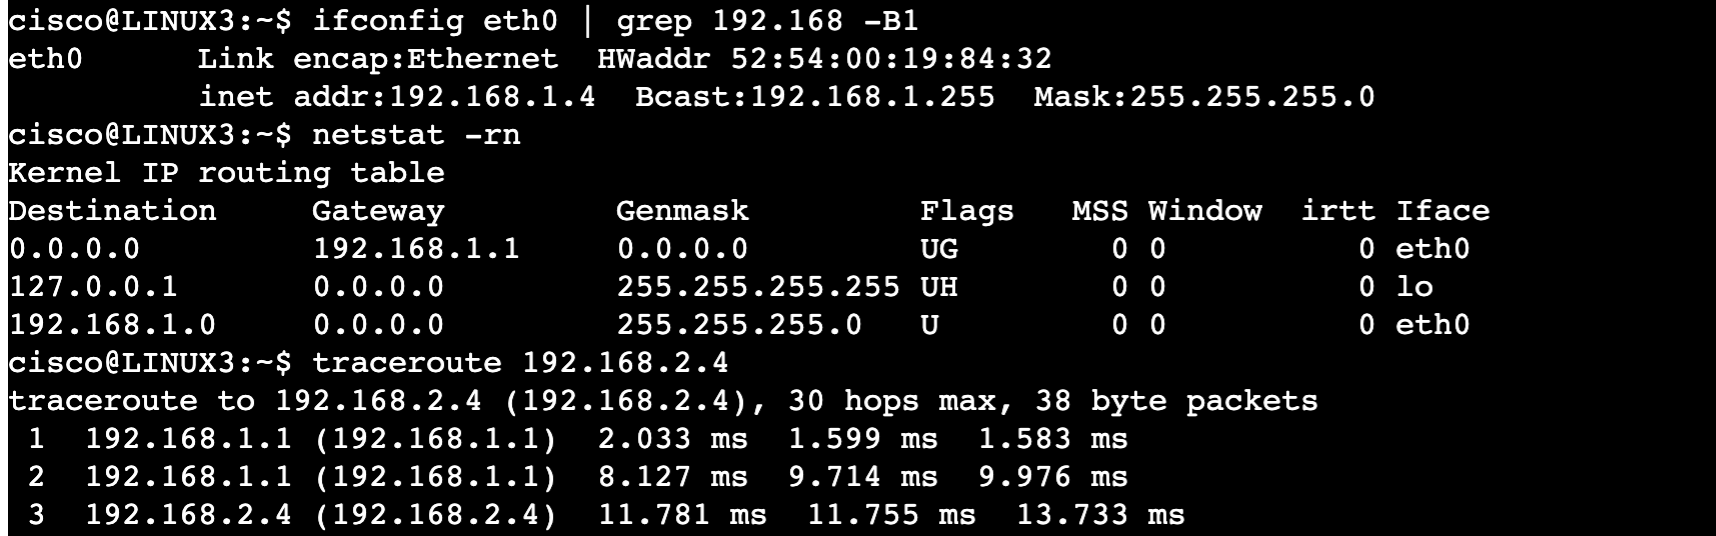 cisco@LINUX3:~$ ifconfig eth0 | grep 192.168 -B1
eth0      Link encap:Ethernet  HWaddr 52:54:00:19:84:32
          inet addr:192.168.1.4  Bcast:192.168.1.255  Mask:255.255.255.0
cisco@LINUX3:~$ netstat -rn
Kernel IP routing table
Destination     Gateway         Genmask         Flags   MSS Window  irtt Iface
0.0.0.0         192.168.1.1     0.0.0.0         UG        0 0          0 eth0
127.0.0.1       0.0.0.0         255.255.255.255 UH        0 0          0 lo
192.168.1.0     0.0.0.0         255.255.255.0   U         0 0          0 eth0
cisco@LINUX3:~$ traceroute 192.168.2.4
traceroute to 192.168.2.4 (192.168.2.4), 30 hops max, 38 byte packets
 1  192.168.1.1 (192.168.1.1)  2.033 ms  1.599 ms  1.583 ms
 2  192.168.1.1 (192.168.1.1)  8.127 ms  9.714 ms  9.976 ms
 3  192.168.2.4 (192.168.2.4)  11.781 ms  11.755 ms  13.733 ms